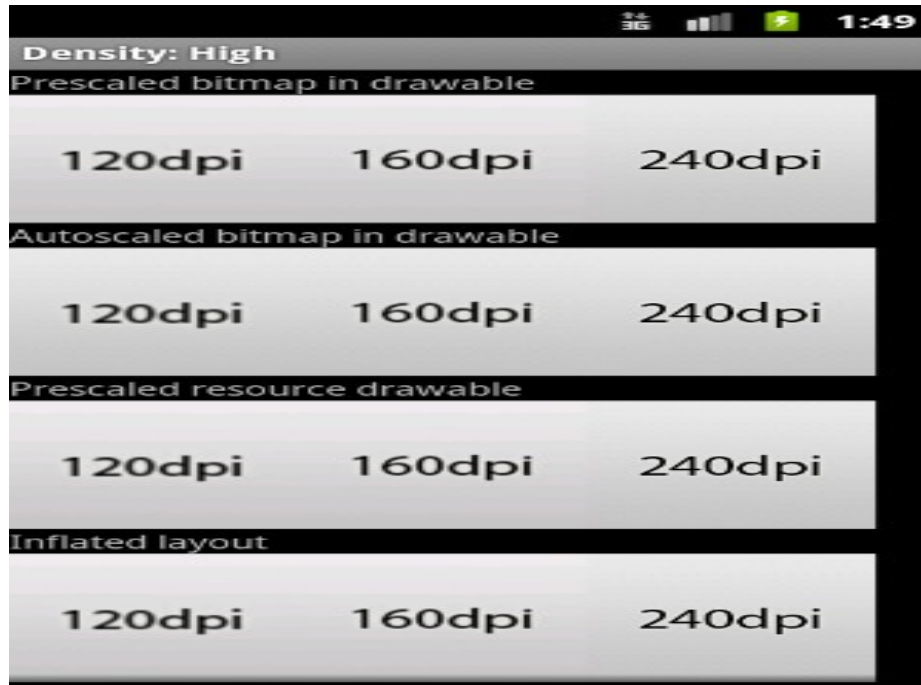 3G 1:49
Density: High
Prescaled bitmap in drawable
120dpi 160dpi 240dpi
Autoscaled bitmap in drawable
120dpi 160dpi 240dpi
Prescaled resource drawable
120dpi 160dpi 240dpi
Inflated layout
120dpi 160dpi 240dpi